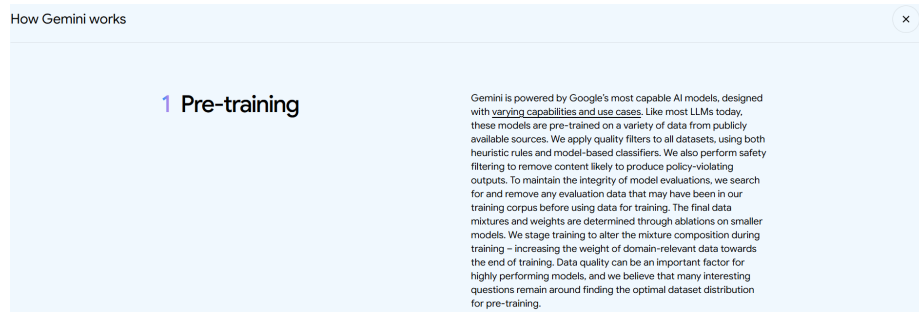 How Gemini works
1 Pre-training
Gemini is powered by Google's most capable AI models, designed
with varying capabilities and use cases. Like most LLMs today,
these models are pre-trained on a variety of data from publicly
available sources. We apply quality filters to all datasets, using both
heuristic rules and model-based classifiers. We also perform safety
filtering to remove content likely to produce policy-violating
outputs. To maintain the integrity of model evaluations, we search
for and remove any evaluation data that may have been in our
training corpus before using data for training. The final data
mixtures and weights are determined through ablations on smaller
models. We stage training to alter the mixture composition during
training – increasing the weight of domain-relevant data towards
the end of training. Data quality can be an important factor for
highly performing models, and we believe that many interesting
questions remain around finding the optimal dataset distribution
for pre-training.